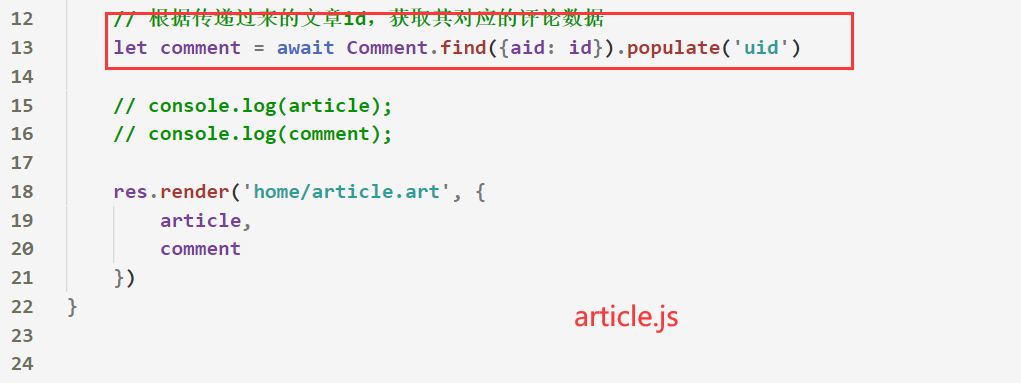 12 // 根据传递过来的文章id，获取其对应的评论数据
13 let comment = await Comment.find({aid: id}).populate('uid')
14
15 // console.log(article);
16 // console.log(comment);
17
18 res.render('home/article.art', {
19 article,
20 comment
21 })
22 }
article.js
23
24